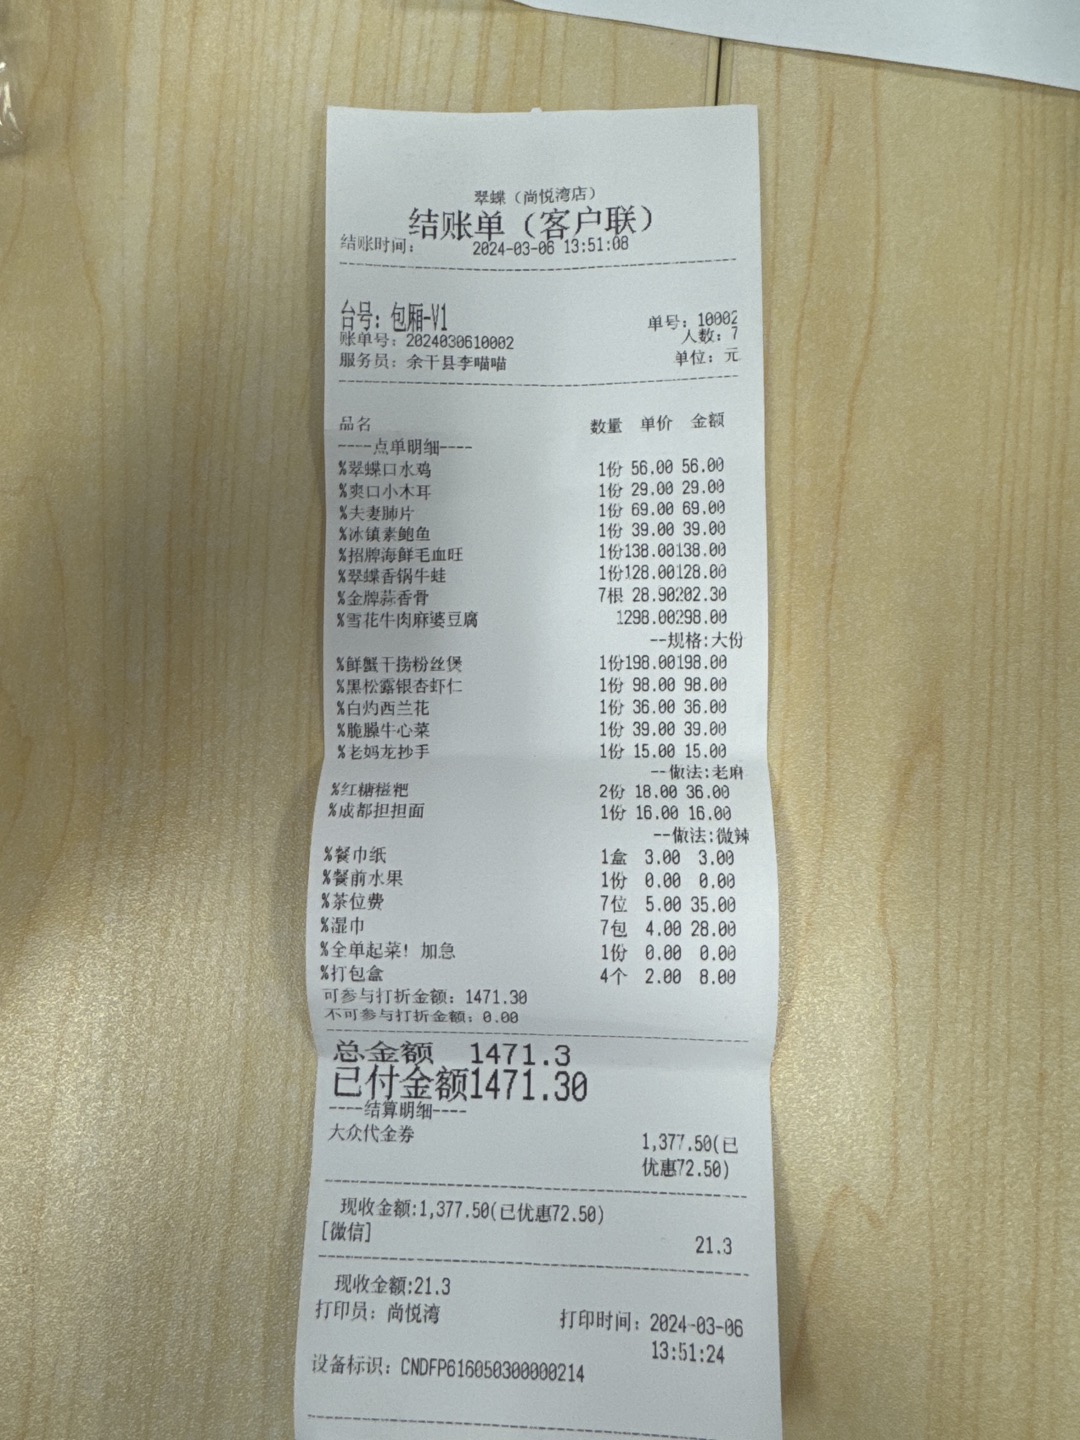 翠蝶（尚悦湾店）
结账单（客户联）
结账时间： 2024-03-06 13:51:08
台号：包厢-V1 单号：10002
账单号：2024030610002 人数：7
服务员：余干县李喵喵 单位：元
品名 数量 单价 金额
----点单明细----
%翠蝶口水鸡 1份 56.00 56.00
%爽口小木耳 1份 29.00 29.00
%夫妻肺片 1份 69.00 69.00
%冰镇素鲍鱼 1份 39.00 39.00
%招牌海鲜毛血旺 1份138.00138.00
%翠蝶香锅牛蛙 1份128.00128.00
%金牌蒜香骨 7根 28.90202.30
%雪花牛肉麻婆豆腐 1298.00298.00
--规格:大份
%鲜蟹干捞粉丝煲 1份198.00198.00
%黑松露银杏虾仁 1份 98.00 98.00
%白灼西兰花 1份 36.00 36.00
%脆臊牛心菜 1份 39.00 39.00
%老妈龙抄手 1份 15.00 15.00
--做法:老麻
%红糖糍粑 2份 18.00 36.00
%成都担担面 1份 16.00 16.00
--做法:微辣
%餐巾纸 1盒 3.00 3.00
%餐前水果 1份 0.00 0.00
%茶位费 7位 5.00 35.00
%湿巾 7包 4.00 28.00
%全单起菜！加急 1份 0.00 0.00
%打包盒 4个 2.00 8.00
可参与打折金额：1471.30
不可参与打折金额：0.00
总金额 1471.3
已付金额1471.30
----结算明细----
大众代金券 1,377.50(已
优惠72.50)
现收金额:1,377.50(已优惠72.50)
[微信] 21.3
现收金额:21.3
打印员：尚悦湾 打印时间：2024-03-06
13:51:24
设备标识：CNDFP616050300000214